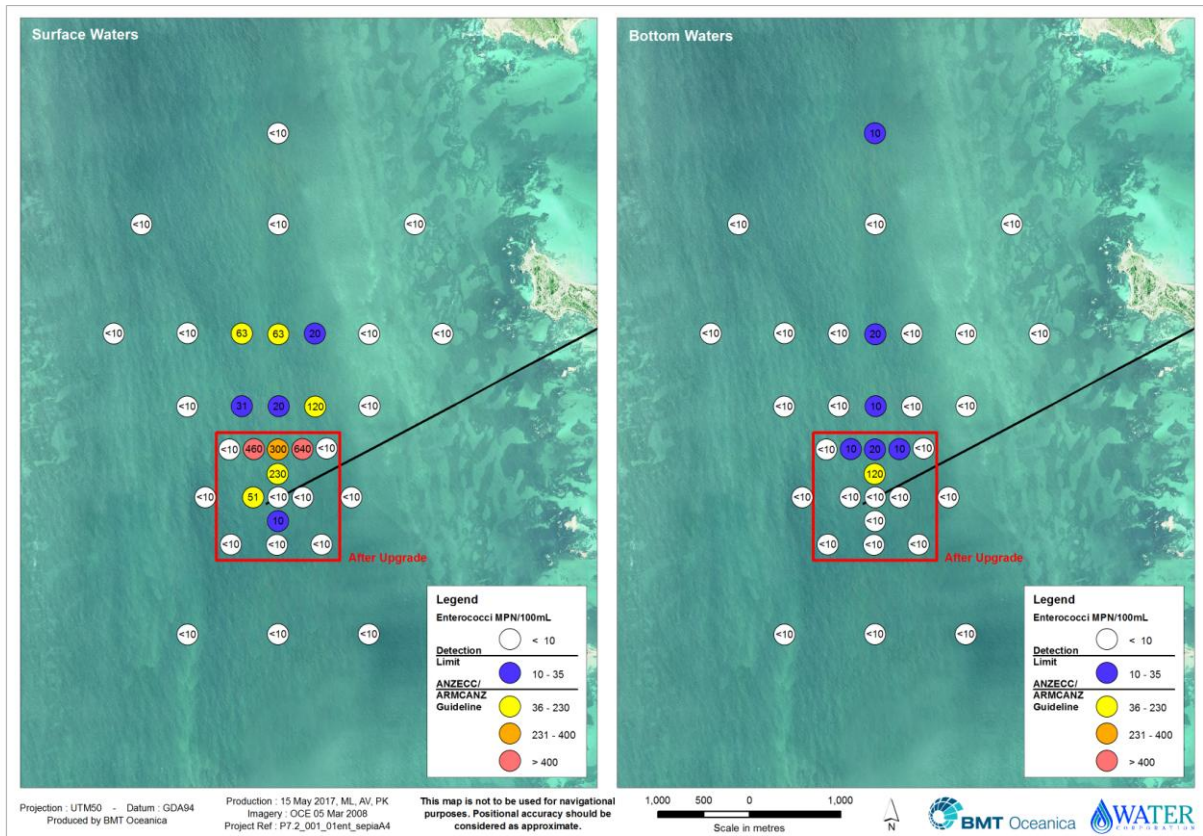 Surface Waters
<10
<10
<10
<10
<10
<10
63
63
20
<10
<10
<10
31
20
120
<10
<10
460
300
640
<10
230
<10
51
<10
<10
<10
10
<10
<10
<10
After Upgrade
<10
<10
<10
Legend
Enterococci MPN/100mL
< 10
Detection
Limit
10 - 35
ANZECC/
ARMCANZ
Guideline
36 - 230
231 - 400
> 400
Bottom Waters
10
<10
<10
<10
<10
<10
<10
20
<10
<10
<10
<10
<10
10
<10
<10
<10
10
20
10
<10
120
<10
<10
<10
<10
<10
<10
<10
<10
<10
After Upgrade
<10
<10
<10
Legend
Enterococci MPN/100mL
< 10
Detection
Limit
10 - 35
ANZECC/
ARMCANZ
Guideline
36 - 230
231 - 400
> 400
Projection : UTM50 - Datum : GDA94
Produced by BMT Oceanica
Production : 15 May 2017, ML, AV, PK
Imagery : OCE 05 Mar 2008
Project Ref : P7.2_001_01ent_sepiaA4
This map is not to be used for navigational
purposes. Positional accuracy should be
considered as approximate.
1,000 500 0 1,000
Scale in metres
N
BMT Oceanica
WATER
CORPORATION